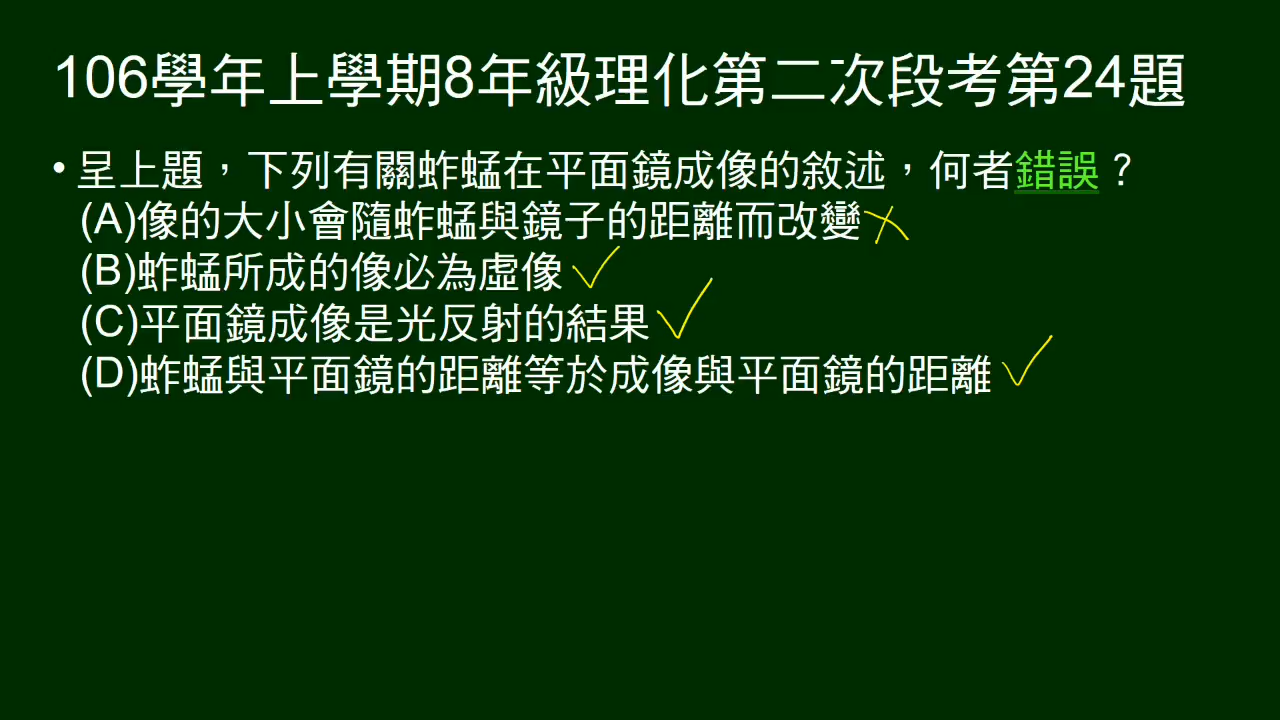 106學年上學期8年級理化第二次段考第24題
• 呈上題，下列有關蚱蜢在平面鏡成像的敘述，何者錯誤？
(A)像的大小會隨蚱蜢與鏡子的距離而改變
(B)蚱蜢所成的像必為虛像
(C)平面鏡成像是光反射的結果
(D)蚱蜢與平面鏡的距離等於成像與平面鏡的距離